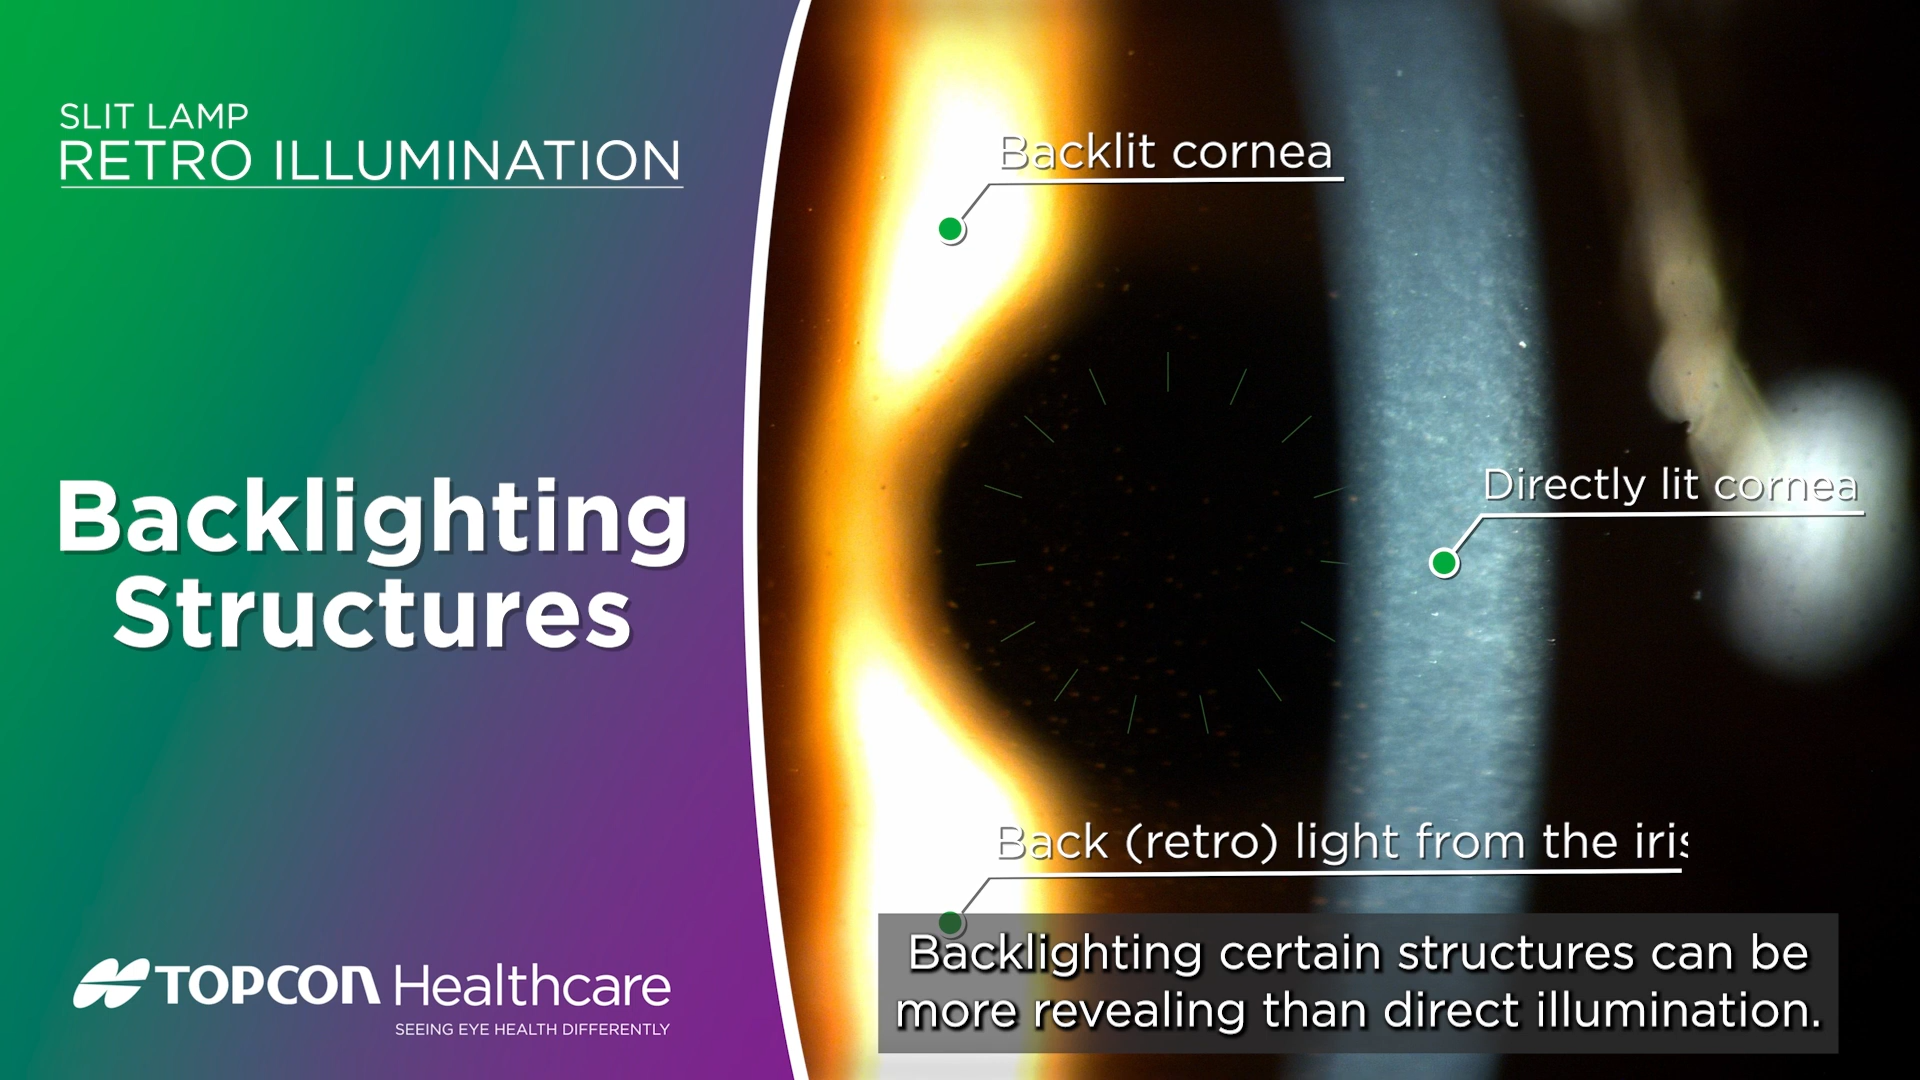 SLIT LAMP
RETRO ILLUMINATION
Backlighting
Structures
TOPCON Healthcare
SEEING EYE HEALTH DIFFERENTLY
Backlit cornea
Directly lit cornea
Back (retro) light from the iris
Backlighting certain structures can be
more revealing than direct illumination.